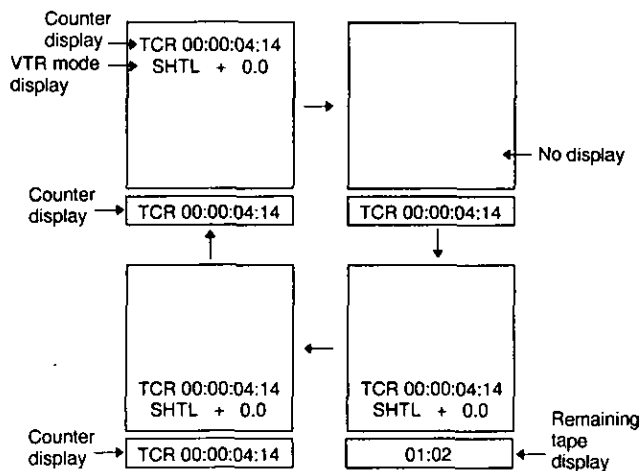 Counter
display
TCR 00:00:04:14
VTR mode
display
SHTL + 0.0
No display
Counter
display
TCR 00:00:04:14
TCR 00:00:04:14
TCR 00:00:04:14
SHTL + 0.0
TCR 00:00:04:14
SHTL + 0.0
Counter
display
TCR 00:00:04:14
01:02
Remaining
tape
display